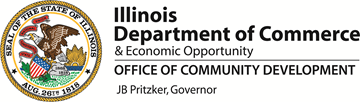 SEAL OF THE STATE OF ILLINOIS
AUG. 26TH 1818
Illinois
Department of Commerce
& Economic Opportunity
OFFICE OF COMMUNITY DEVELOPMENT
JB Pritzker, Governor